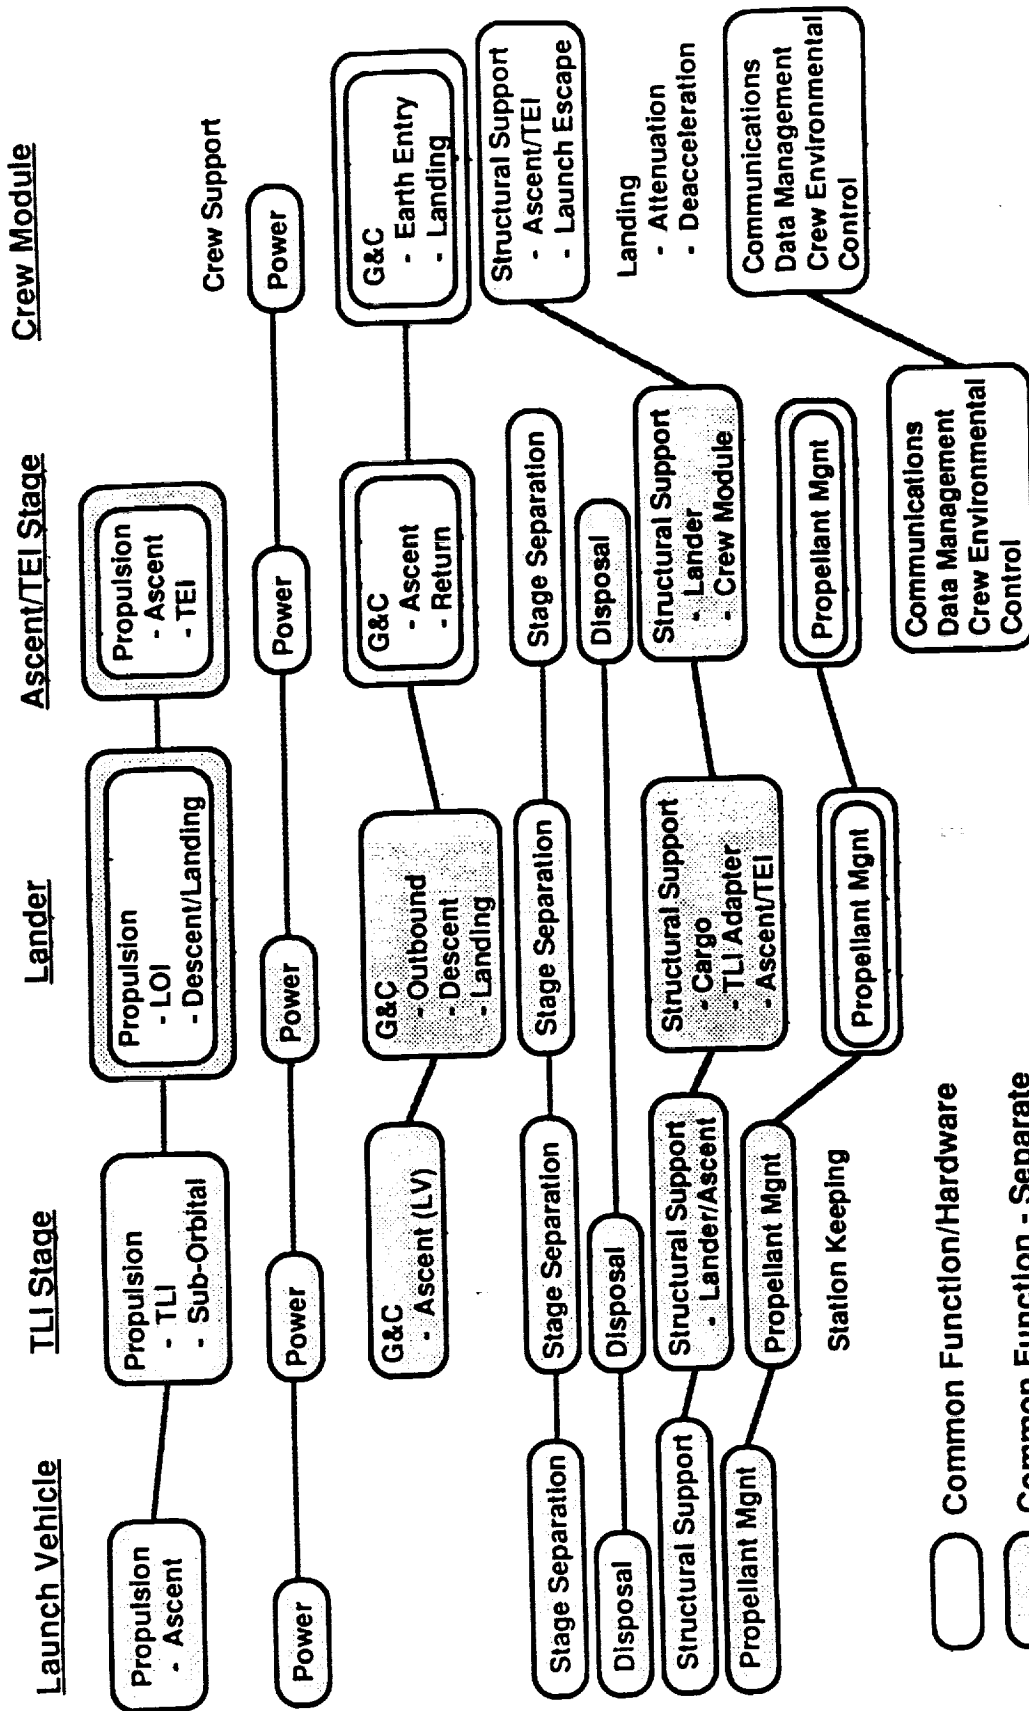 Launch Vehicle
TLI Stage
Lander
Ascent/TEI Stage
Crew Module
Propulsion
- Ascent
Propulsion
- TLI
- Sub-Orbital
Propulsion
- LOI
- Descent/Landing
Propulsion
- Ascent
- TEI
Crew Support
Power
Power
Power
Power
Power
G&C
- Ascent (LV)
G&C
- Outbound
- Descent
- Landing
G&C
- Ascent
- Return
G&C
- Earth Entry
- Landing
Stage Separation
Stage Separation
Stage Separation
Stage Separation
Structural Support
- Ascent/TEI
- Launch Escape
Disposal
Disposal
Disposal
Structural Support
Structural Support
- Lander/Ascent
Structural Support
- Cargo
- TLI Adapter
- Ascent/TEI
Structural Support
- Lander
- Crew Module
Landing
- Attenuation
- Deacceleration
Propellant Mgnt
Propellant Mgnt
Propellant Mgnt
Propellant Mgnt
Station Keeping
Communications
Data Management
Crew Environmental
Control
Communications
Data Management
Crew Environmental
Control
Common Function/Hardware
Common Function - Separate